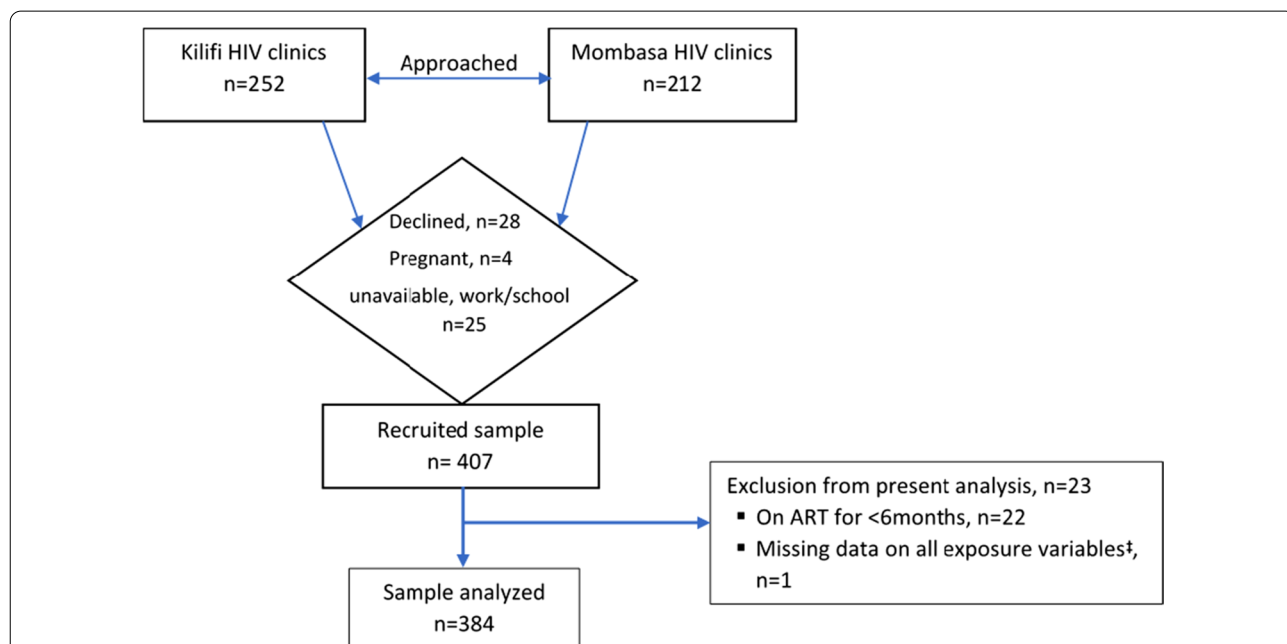 Kilifi HIV clinics
n=252
Approached
Mombasa HIV clinics
n=212
Declined, n=28
Pregnant, n=4
unavailable, work/school
n=25
Recruited sample
n= 407
Exclusion from present analysis, n=23
▪ On ART for <6months, n=22
▪ Missing data on all exposure variables‡,
n=1
Sample analyzed
n=384